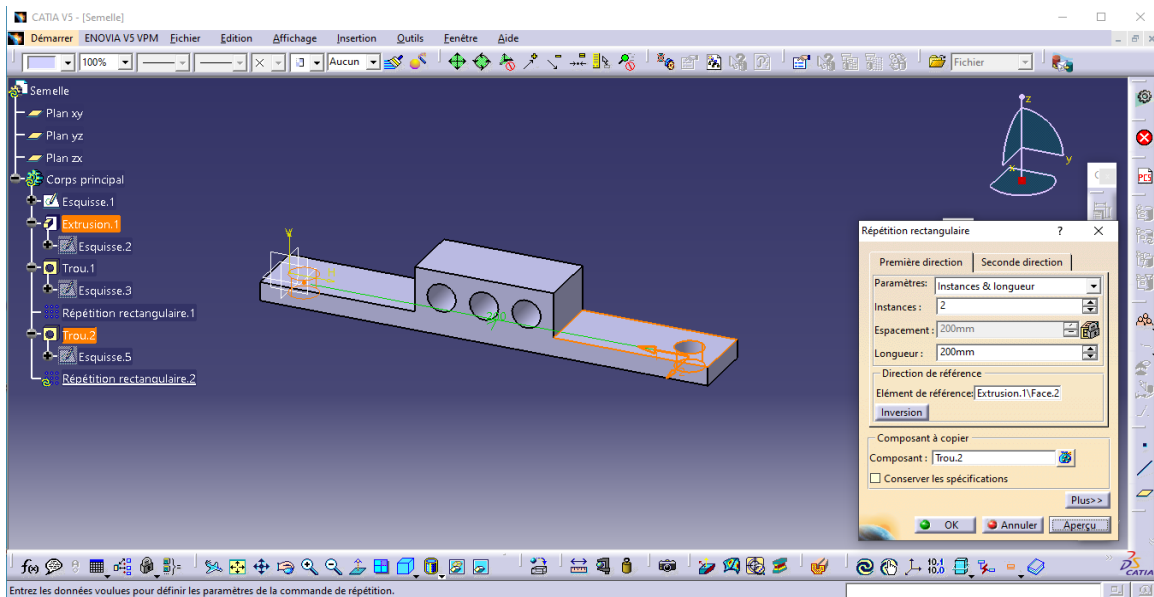 CATIA V5 - [Semelle]
Démarrer ENOVIA V5 VPM Fichier Edition Affichage Insertion Outils Fenêtre Aide
100% Aucun Fichier
Semelle
Plan xy
Plan yz
Plan zx
Corps principal
Esquisse.1
Extrusion.1
Esquisse.2
Trou.1
Esquisse.3
Répétition rectangulaire.1
Trou.2
Esquisse.5
Répétition rectangulaire.2
z
y
x
V
H
200
Répétition rectangulaire ?
Première direction Seconde direction
Paramètres: Instances & longueur
Instances : 2
Espacement : 200mm
Longueur : 200mm
Direction de référence
Elément de référence: Extrusion.1\Face.2
Inversion
Composant à copier
Composant : Trou.2
Conserver les spécifications
Plus>>
OK Annuler Aperçu
f(x)
CATIA
Entrez les données voulues pour définir les paramètres de la commande de répétition.